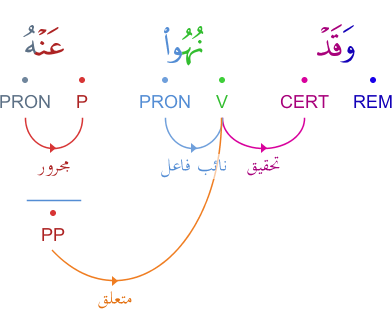 وَقَدْ نُهُوا۟ عَنْهُ
REM CERT V PRON P PRON
تحقيق نائب فاعل مجرور
PP
متعلق